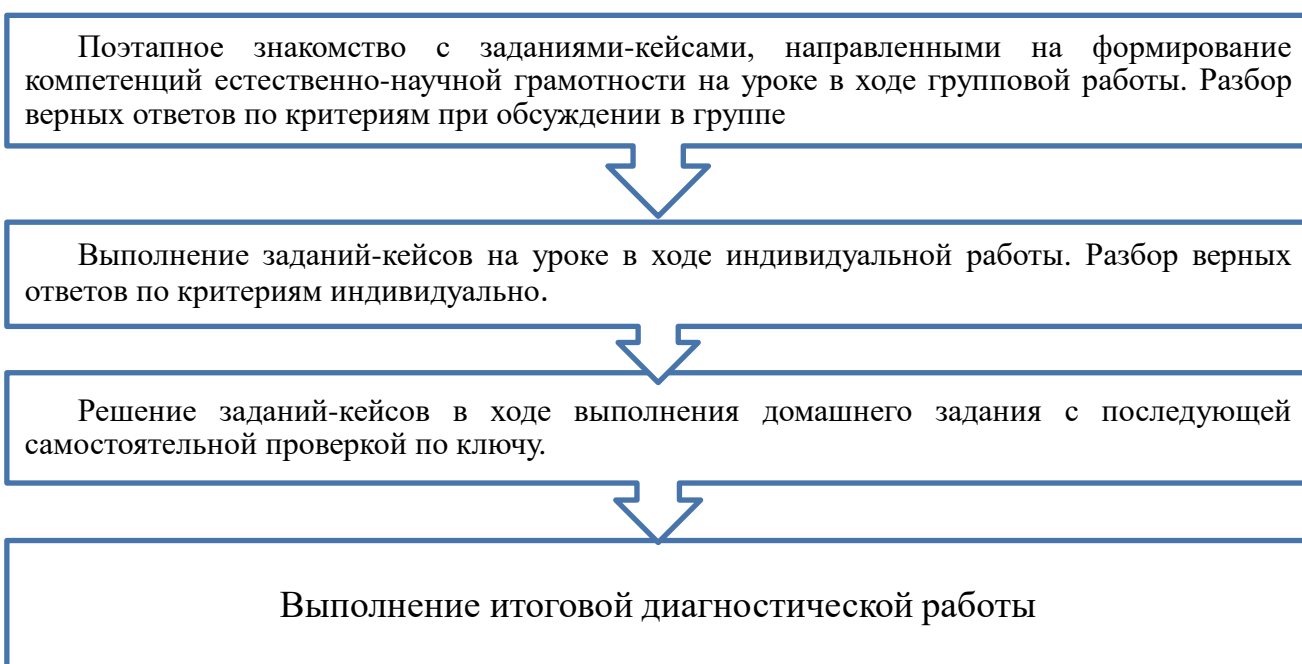 Поэтапное знакомство с заданиями-кейсами, направленными на формирование
компетенций естественно-научной грамотности на уроке в ходе групповой работы. Разбор
верных ответов по критериям при обсуждении в группе
Выполнение заданий-кейсов на уроке в ходе индивидуальной работы. Разбор верных
ответов по критериям индивидуально.
Решение заданий-кейсов в ходе выполнения домашнего задания с последующей
самостоятельной проверкой по ключу.
Выполнение итоговой диагностической работы